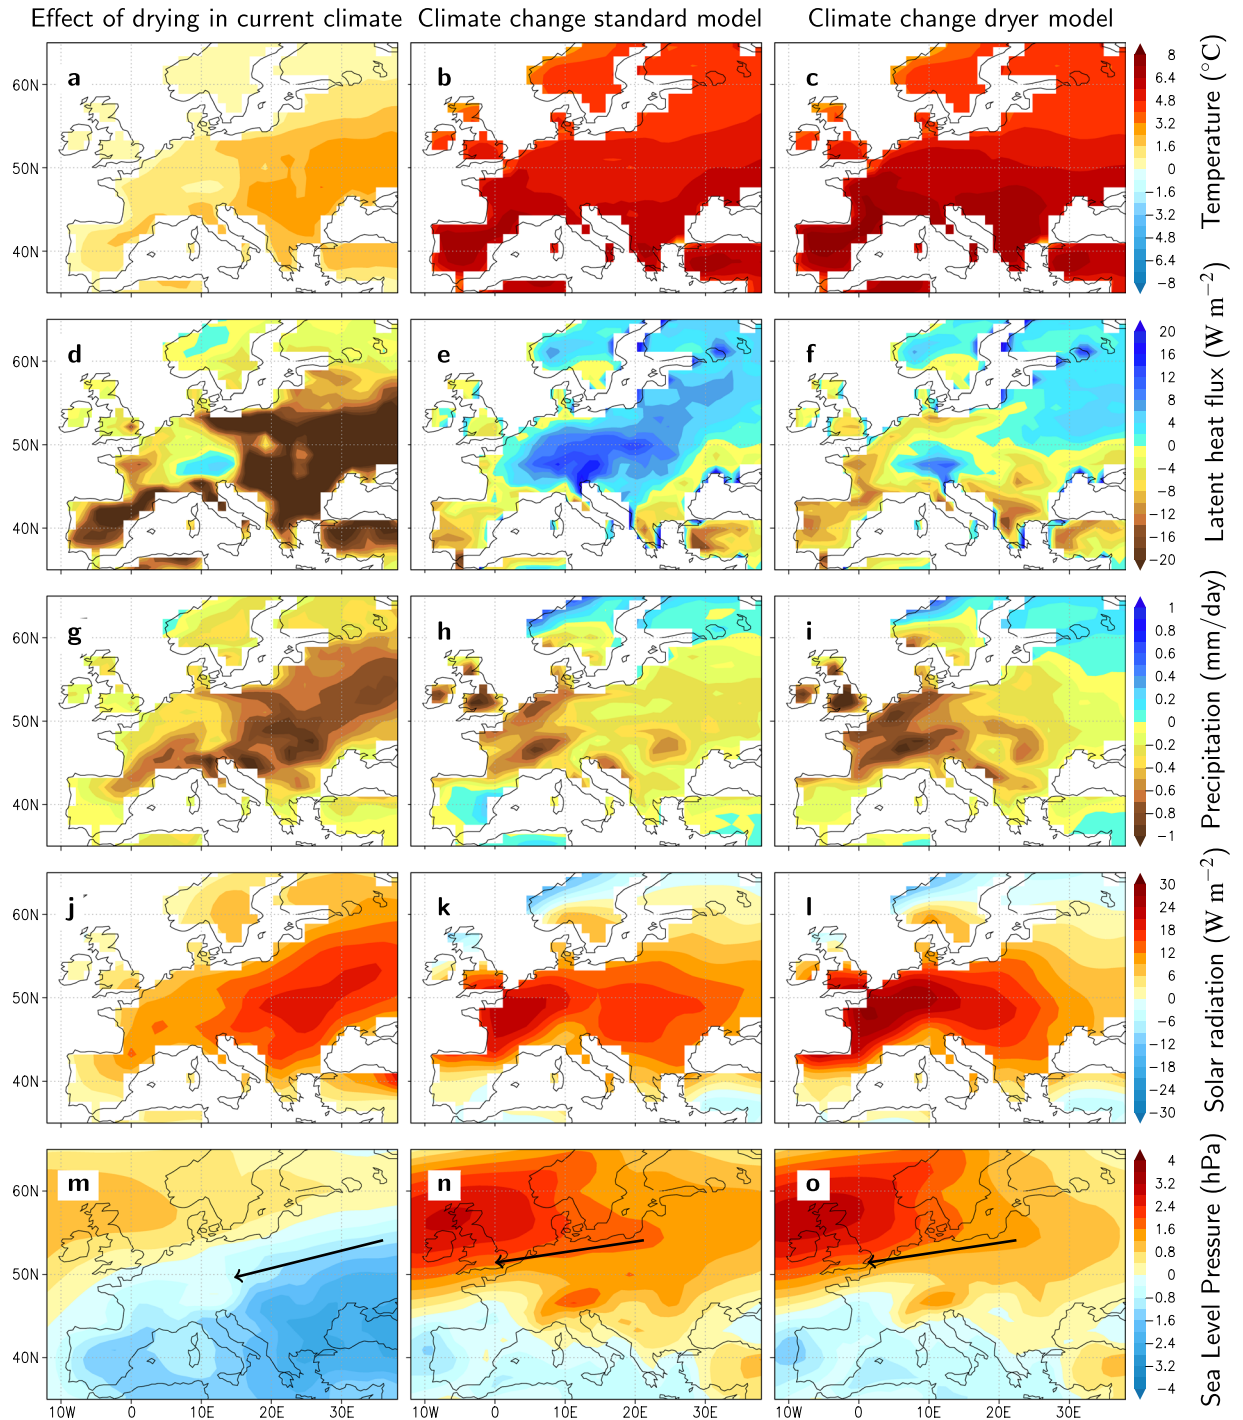 Effect of drying in current climate Climate change standard model Climate change dryer model
a b c
60N
50N
40N
8
6.4
4.8
3.2
1.6
0
−1.6
−3.2
−4.8
−6.4
−8
Temperature (°C)
d e f
60N
50N
40N
20
16
12
8
4
0
−4
−8
−12
−16
−20
Latent heat flux (W m−2)
g h i
60N
50N
40N
1
0.8
0.6
0.4
0.2
0
−0.2
−0.4
−0.6
−0.8
−1
Precipitation (mm/day)
j k l
60N
50N
40N
30
24
18
12
6
0
−6
−12
−18
−24
−30
Solar radiation (W m−2)
m n o
60N
50N
40N
4
3.2
2.4
1.6
0.8
0
−0.8
−1.6
−2.4
−3.2
−4
Sea Level Pressure (hPa)
10W 0 10E 20E 30E 10W 0 10E 20E 30E 10W 0 10E 20E 30E